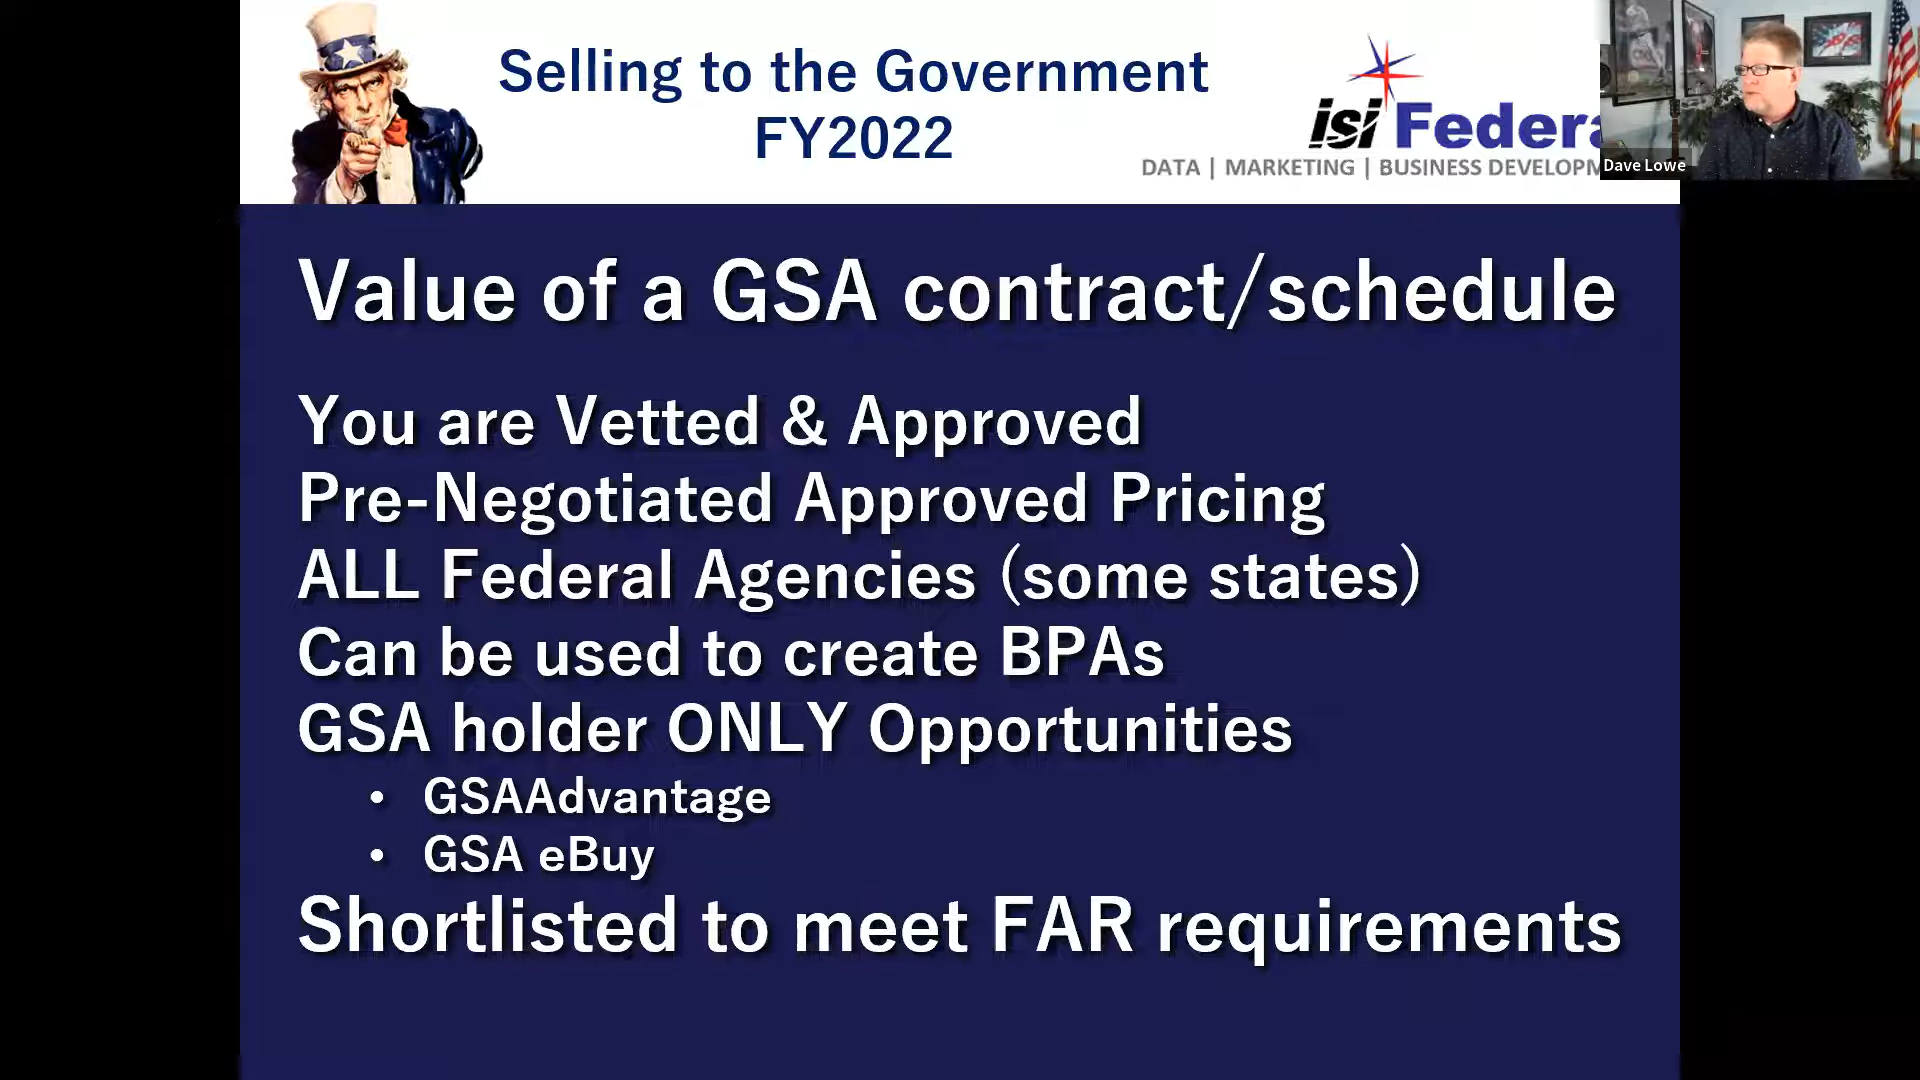 Selling to the Government
FY2022
isi Federa
DATA | MARKETING | BUSINESS DEVELOPM
Dave Lowe
Value of a GSA contract/schedule
You are Vetted & Approved
Pre-Negotiated Approved Pricing
ALL Federal Agencies (some states)
Can be used to create BPAs
GSA holder ONLY Opportunities
• GSAAdvantage
• GSA eBuy
Shortlisted to meet FAR requirements